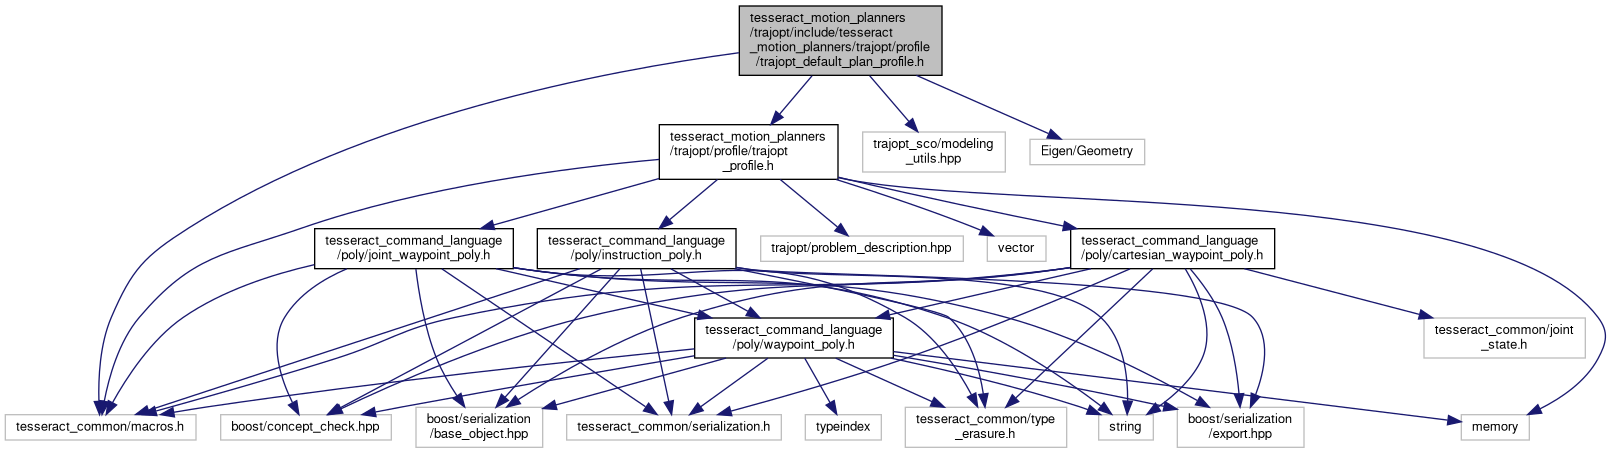 tesseract_motion_planners
/trajopt/include/tesseract
_motion_planners/trajopt/profile
/trajopt_default_plan_profile.h
tesseract_motion_planners
/trajopt/profile/trajopt
_profile.h
trajopt_sco/modeling
_utils.hpp
Eigen/Geometry
tesseract_command_language
/poly/joint_waypoint_poly.h
tesseract_command_language
/poly/instruction_poly.h
trajopt/problem_description.hpp
vector
tesseract_command_language
/poly/cartesian_waypoint_poly.h
tesseract_command_language
/poly/waypoint_poly.h
tesseract_common/joint
_state.h
tesseract_common/macros.h
boost/concept_check.hpp
boost/serialization
/base_object.hpp
tesseract_common/serialization.h
typeindex
tesseract_common/type
_erasure.h
string
boost/serialization
/export.hpp
memory